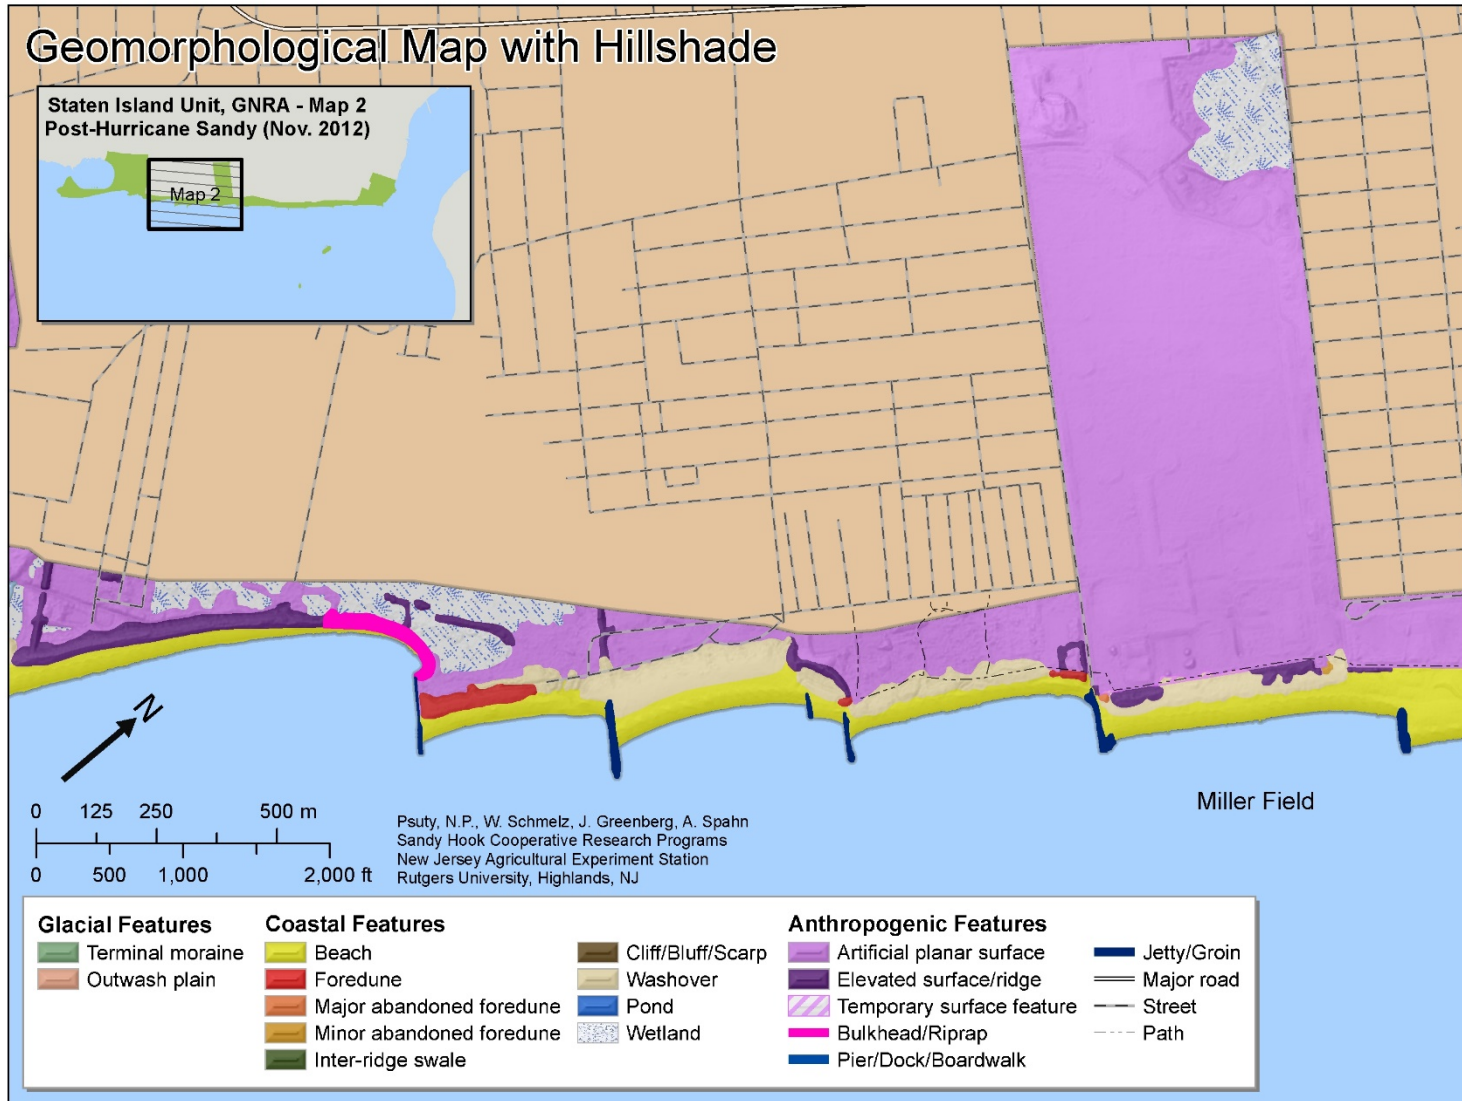 Geomorphological Map with Hillshade
Staten Island Unit, GNRA - Map 2
Post-Hurricane Sandy (Nov. 2012)
Map 2
N
0 125 250 500 m
0 500 1,000 2,000 ft
Psuty, N.P., W. Schmelz, J. Greenberg, A. Spahn
Sandy Hook Cooperative Research Programs
New Jersey Agricultural Experiment Station
Rutgers University, Highlands, NJ
Miller Field
Glacial Features
Terminal moraine
Outwash plain
Coastal Features
Beach
Foredune
Major abandoned foredune
Minor abandoned foredune
Inter-ridge swale
Cliff/Bluff/Scarp
Washover
Pond
Wetland
Anthropogenic Features
Artificial planar surface
Elevated surface/ridge
Temporary surface feature
Bulkhead/Riprap
Pier/Dock/Boardwalk
Jetty/Groin
Major road
Street
Path